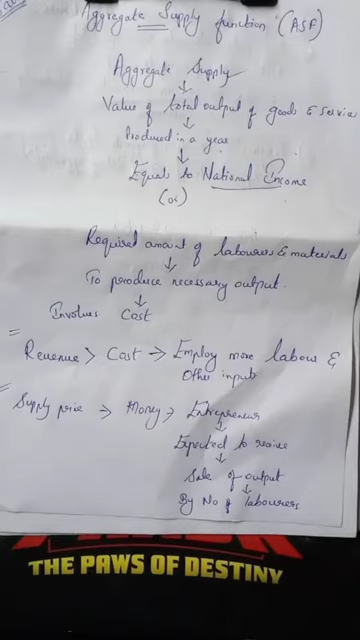 Aggregate Supply function (ASF)
Aggregate Supply
↓
Value of total output of goods & service
↓
Produced in a year
↓
Equals to National Income
(or)
Required amount of labourers & materials
↓
To produce necessary output.
↓
Involves Cost
= Revenue > Cost → Employ more labour &
Other input
= Supply price → Money → Entrepreneur
↓
Expected to receive
↓
Sale of output
↓
By No of labourers
THE PAWS OF DESTINY